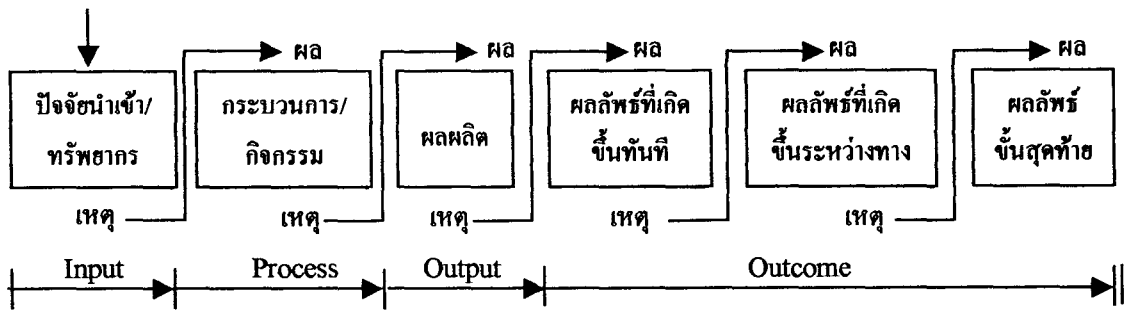 ผล ผล ผล ผล ผล
ปัจจัยนำเข้า/ กระบวนการ/ ผลผลิต ผลลัพธ์ที่เกิด ผลลัพธ์ที่เกิด ผลลัพธ์
ทรัพยากร กิจกรรม ขึ้นทันที ขึ้นระหว่างทาง ขั้นสุดท้าย
เหตุ เหตุ เหตุ เหตุ เหตุ
Input Process Output Outcome